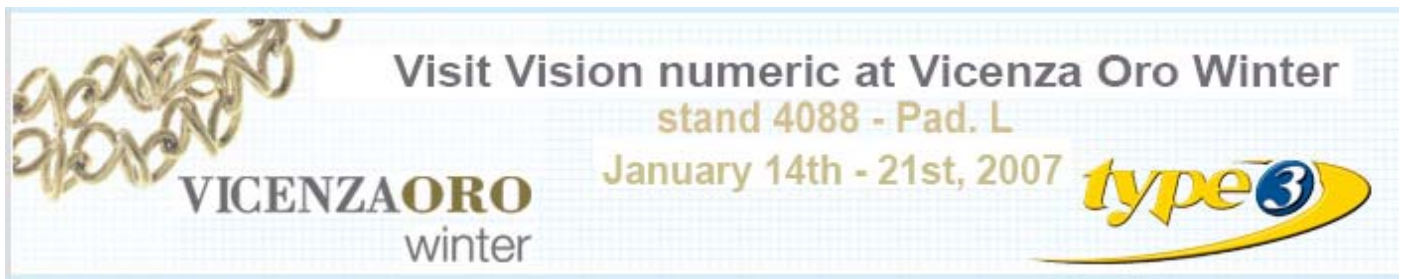 Visit Vision numeric at Vicenza Oro Winter
stand 4088 - Pad. L
January 14th - 21st, 2007
VICENZAORO
winter
type3